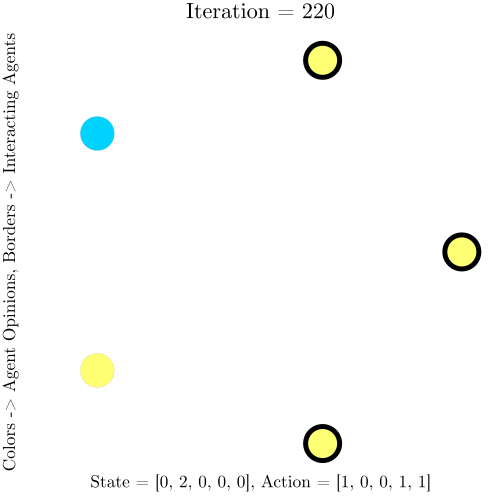 Iteration = 220
Colors -> Agent Opinions, Borders -> Interacting Agents
State = [0, 2, 0, 0, 0], Action = [1, 0, 0, 1, 1]